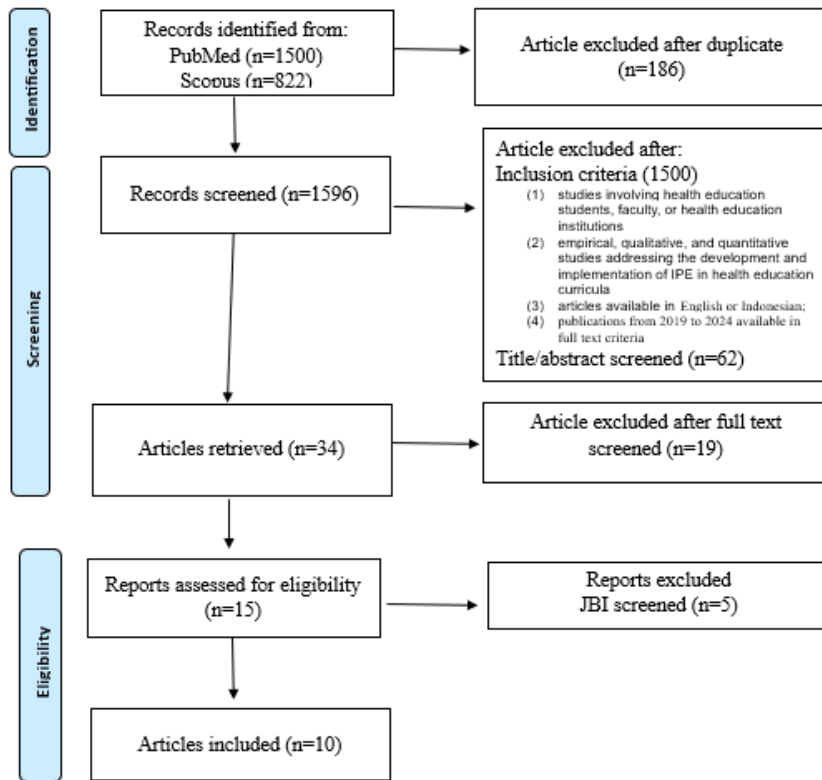 Identification
Records identified from:
PubMed (n=1500)
Scopus (n=822)
Article excluded after duplicate
(n=186)
Screening
Records screened (n=1596)
Article excluded after:
Inclusion criteria (1500)
(1) studies involving health education
students, faculty, or health education
institutions
(2) empirical, qualitative, and quantitative
studies addressing the development and
implementation of IPE in health education
curricula
(3) articles available in English or Indonesian;
(4) publications from 2019 to 2024 available in
full text criteria
Title/abstract screened (n=62)
Articles retrieved (n=34)
Article excluded after full text
screened (n=19)
Eligibility
Reports assessed for eligibility
(n=15)
Reports excluded
JBI screened (n=5)
Articles included (n=10)